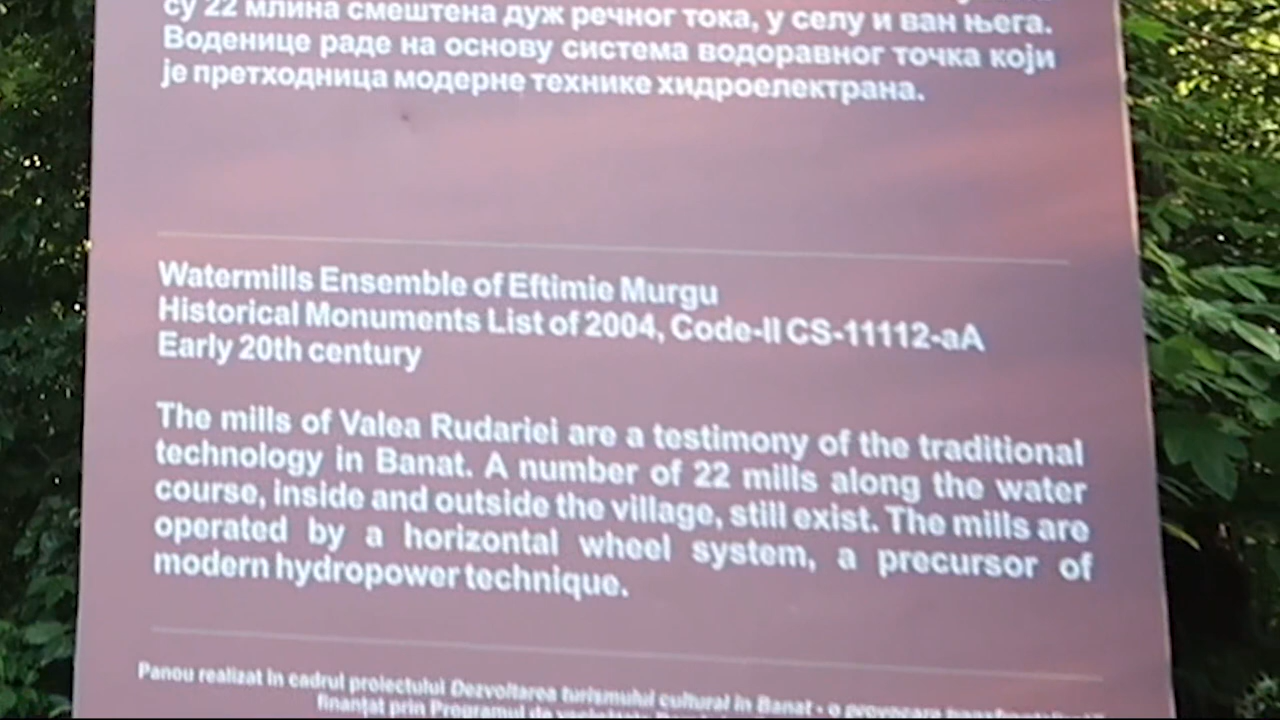 су 22 млина смештена дуж речног тока, у селу и ван њега.
Воденице раде на основу система водоравног точка који
је претходница модерне технике хидроелектрана.
Watermills Ensemble of Eftimie Murgu
Historical Monuments List of 2004, Code-II CS-11112-aA
Early 20th century
The mills of Valea Rudariei are a testimony of the traditional
technology in Banat. A number of 22 mills along the water
course, inside and outside the village, still exist. The mills are
operated by a horizontal wheel system, a precursor of
modern hydropower technique.
Panou realizat în cadrul proiectului Dezvoltarea turismului cultural în Banat - o provocare
finanțat prin Programul de